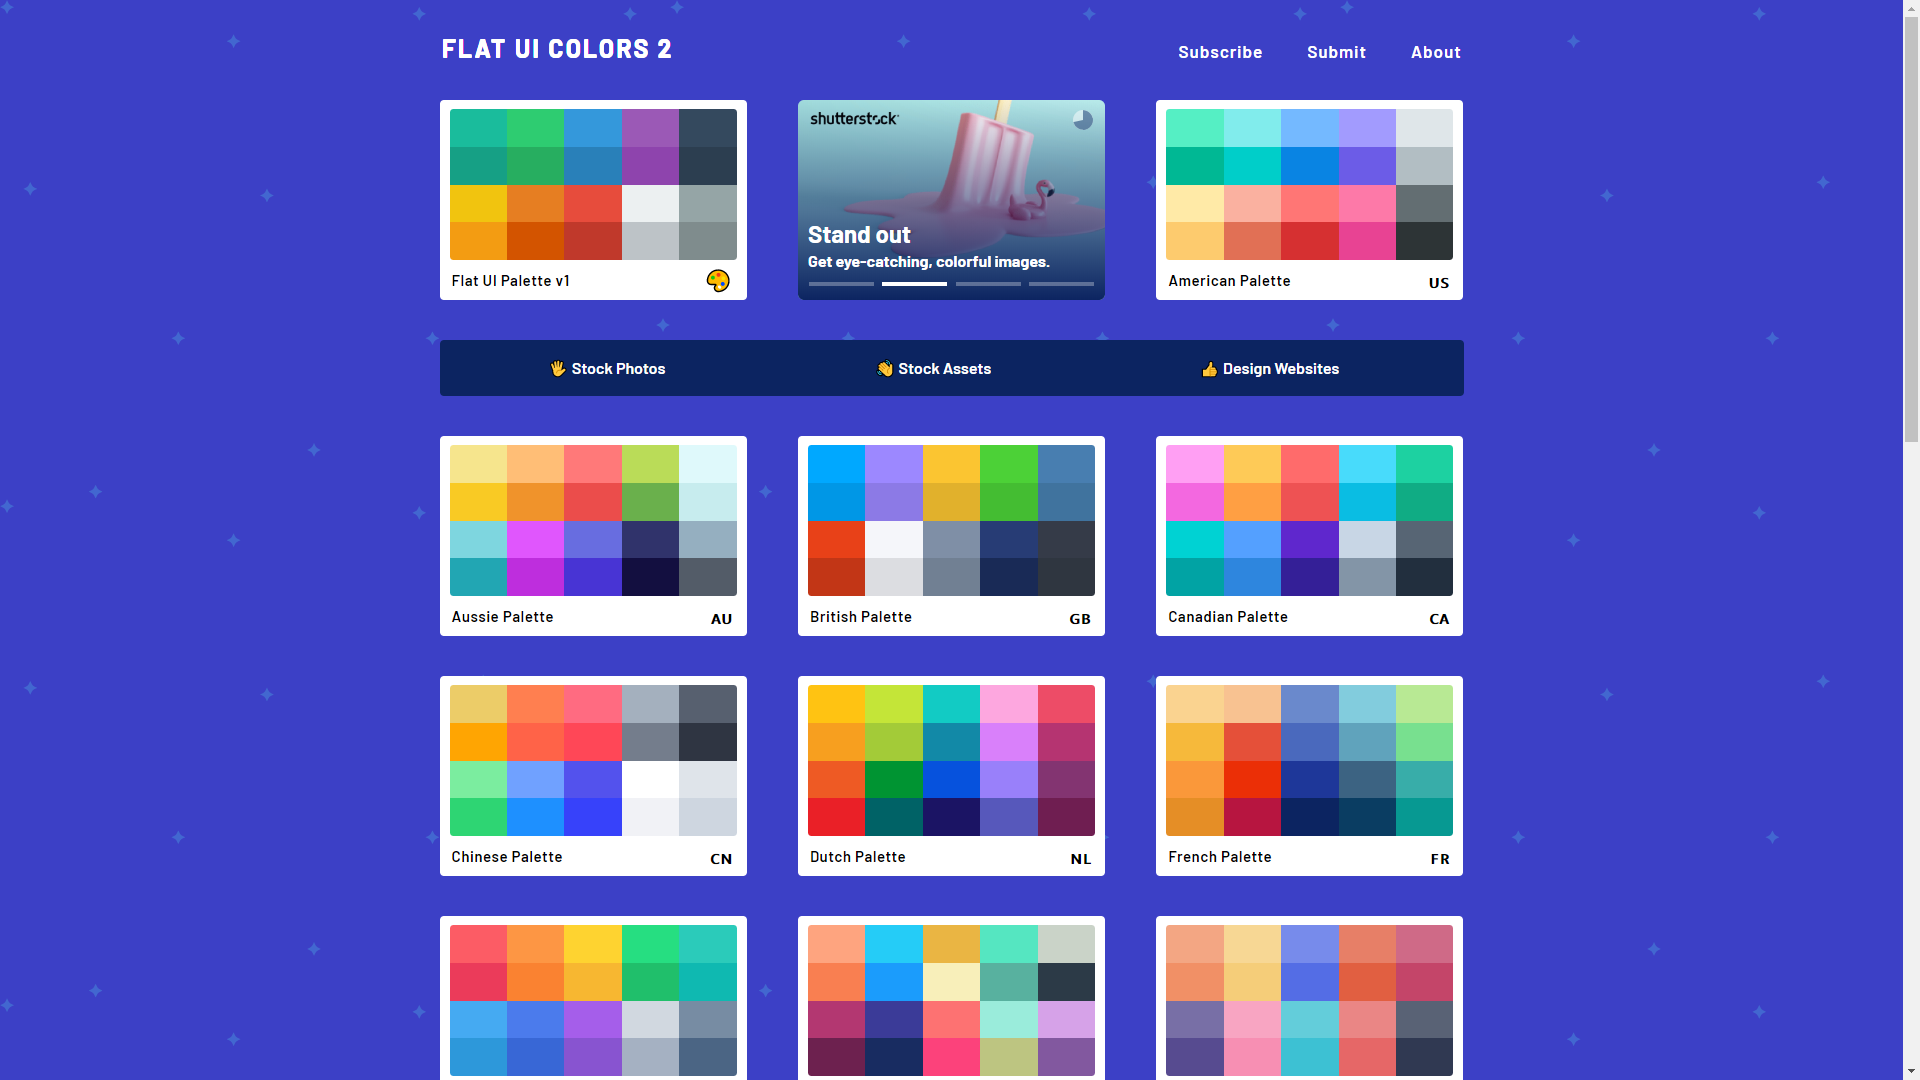 FLAT UI COLORS 2
Subscribe
Submit
About
shutterstock
Stand out
Get eye-catching, colorful images.
Flat UI Palette v1
American Palette
US
🖐 Stock Photos
👏 Stock Assets
👍 Design Websites
Aussie Palette
AU
British Palette
GB
Canadian Palette
CA
Chinese Palette
CN
Dutch Palette
NL
French Palette
FR